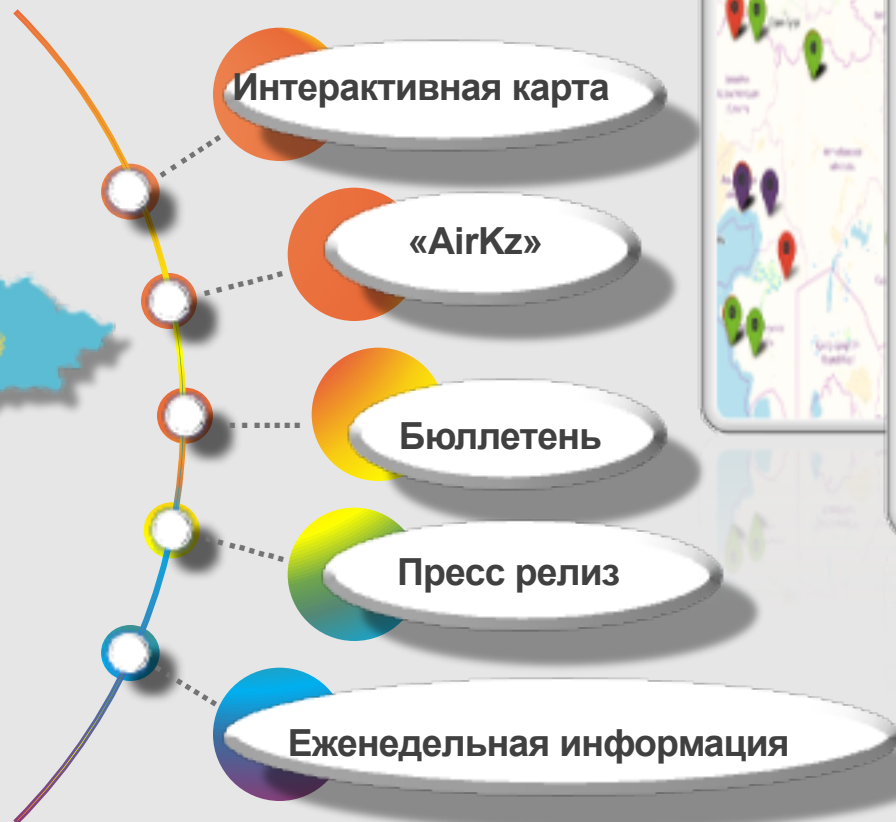 Интерактивная карта
«AirKz»
Бюллетень
Пресс релиз
Еженедельная информация